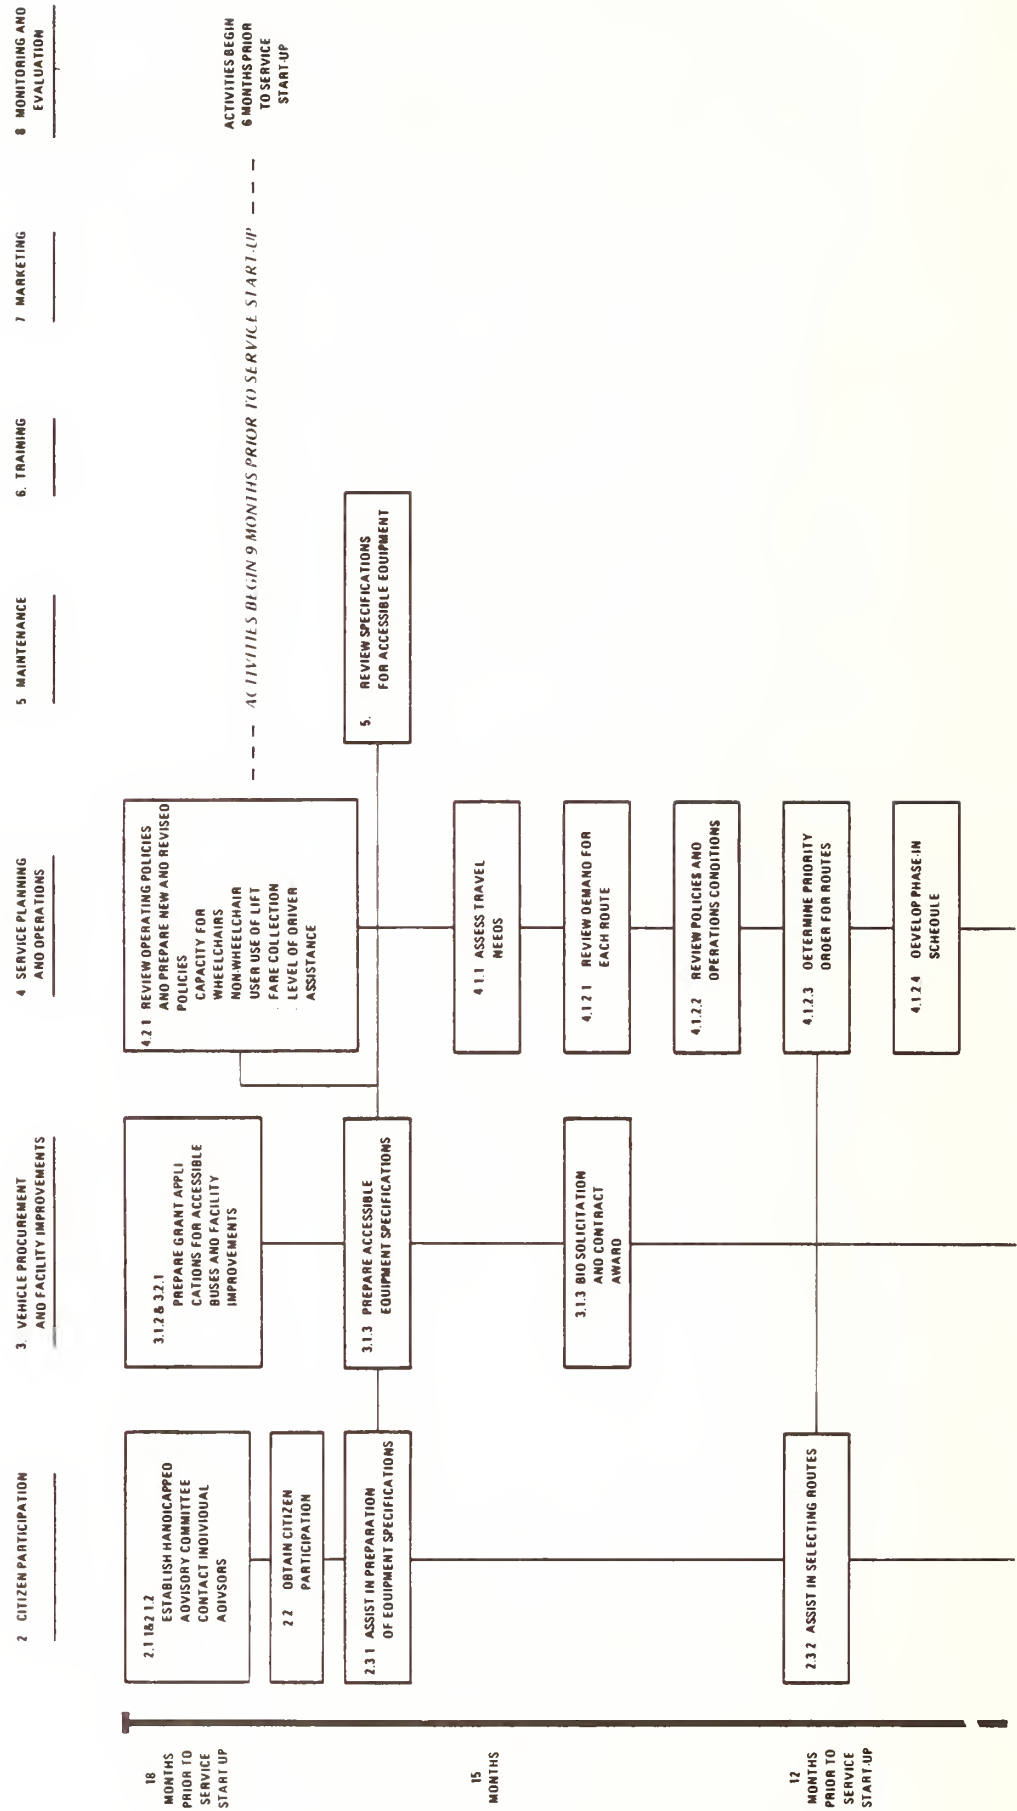 2 CITIZEN PARTICIPATION
3. VEHICLE PROCUREMENT
AND FACILITY IMPROVEMENTS
4 SERVICE PLANNING
AND OPERATIONS
5 MAINTENANCE
6. TRAINING
7 MARKETING
8 MONITORING AND
EVALUATION
18
MONTHS
PRIOR TO
SERVICE
START UP
2.1 1&2 1.2
ESTABLISH HANDICAPPED
ADVISORY COMMITTEE
CONTACT INDIVIDUAL
ADIVSORS
2 2 OBTAIN CITIZEN
PARTICIPATION
2.3 1 ASSIST IN PREPARATION
OF EQUIPMENT SPECIFICATIONS
3.1.2 & 3.2.1
PREPARE GRANT APPLI
CATIONS FOR ACCESSIBLE
BUSES AND FACILITY
IMPROVEMENTS
3.1.3 PREPARE ACCESSIBLE
EQUIPMENT SPECIFICATIONS
4.2 1 REVIEW OPERATING POLICIES
AND PREPARE NEW AND REVISED
POLICIES
CAPACITY FOR
WHEELCHAIRS
NON-WHEELCHAIR
USER USE OF LIFT
FARE COLLECTION
LEVEL OF DRIVER
ASSISTANCE
ACTIVITIES BEGIN 9 MONTHS PRIOR TO SERVICE START-UP
ACTIVITIES BEGIN
6 MONTHS PRIOR
TO SERVICE
START-UP
5. REVIEW SPECIFICATIONS
FOR ACCESSIBLE EQUIPMENT
15
MONTHS
4 1.1 ASSESS TRAVEL
NEEDS
3.1.3 BID SOLICITATION
AND CONTRACT
AWARD
4.1 2 1 REVIEW DEMAND FOR
EACH ROUTE
4.1.2.2 REVIEW POLICIES AND
OPERATIONS CONDITIONS
12
MONTHS
PRIOR TO
SERVICE
START-UP
2.3 2 ASSIST IN SELECTING ROUTES
4.1.2.3 DETERMINE PRIORITY
ORDER FOR ROUTES
4.1.2 4 DEVELOP PHASE-IN
SCHEDULE